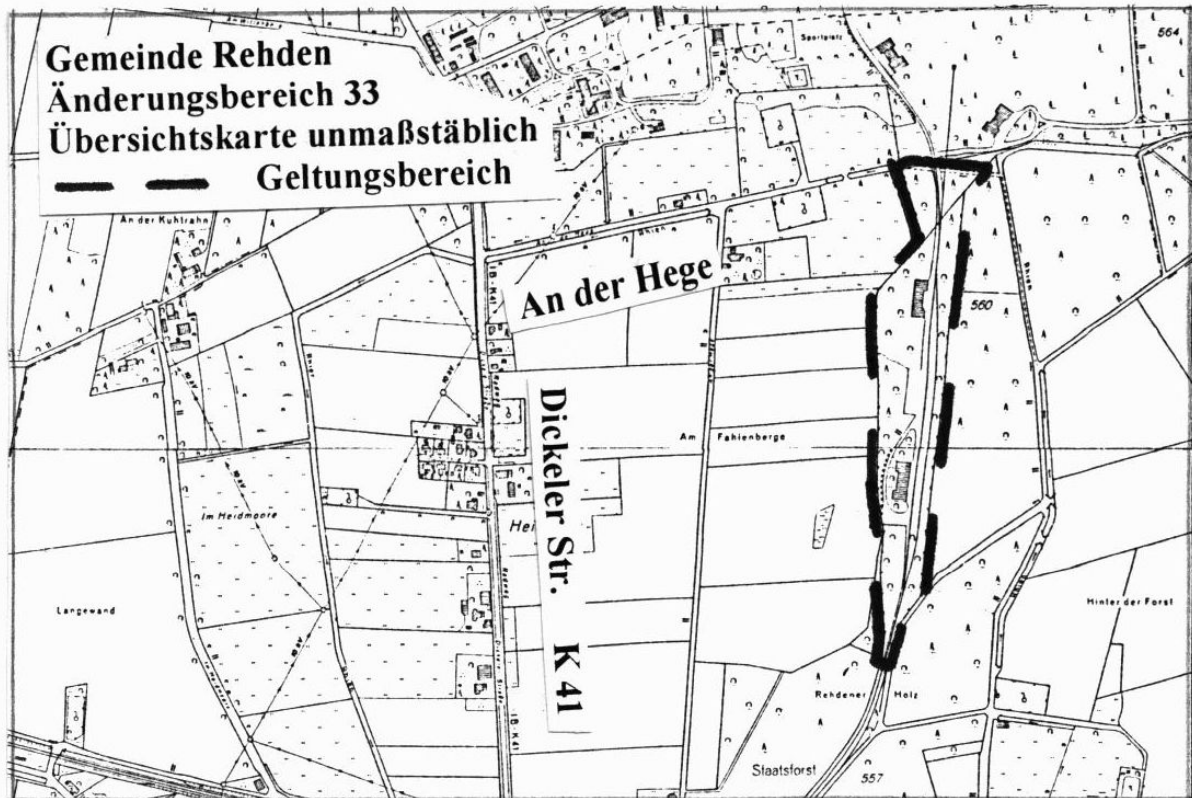 Gemeinde Rehden
Änderungsbereich 33
Übersichtskarte unmaßstäblich
Geltungsbereich
Sportplatz
564
An der Kuhtrahn
An der Hege
560
Dickeler Str. K 41
Am Fahlenberge
Im Heidmoore
Hei
Langewand
Hinter der Forst
Rehdener Holz
Staatsforst
557